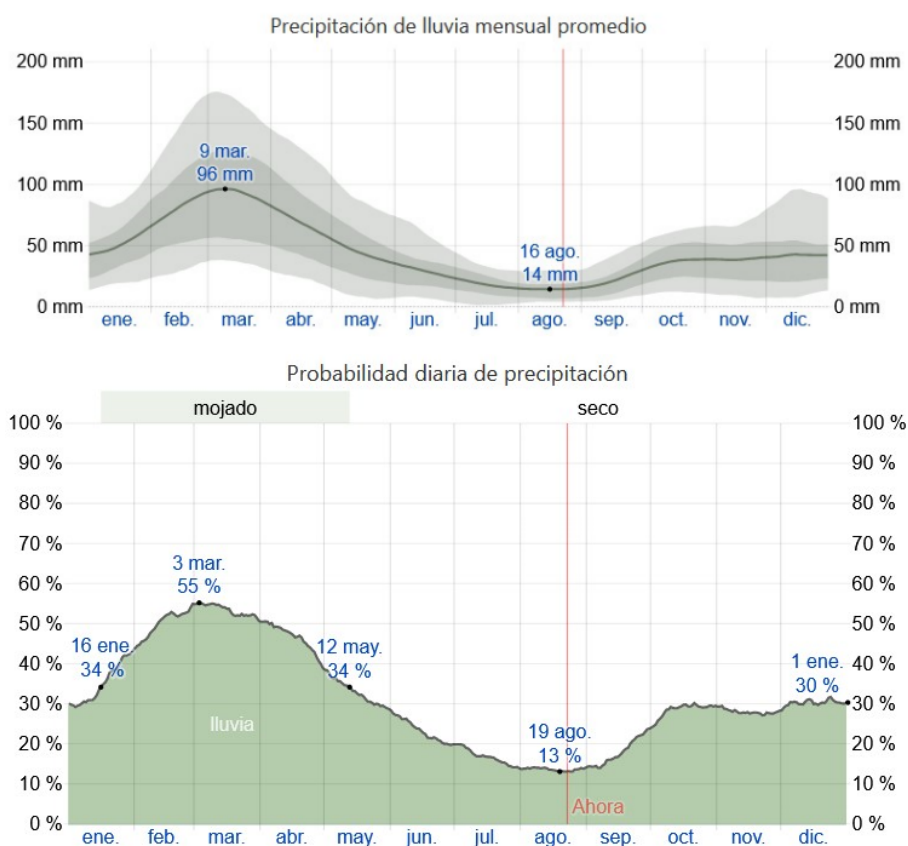 Precipitación de lluvia mensual promedio
200 mm 200 mm
150 mm 150 mm
9 mar.
96 mm
100 mm 100 mm
50 mm 50 mm
16 ago.
14 mm
0 mm 0 mm
ene. feb. mar. abr. may. jun. jul. ago. sep. oct. nov. dic.
Probabilidad diaria de precipitación
mojado seco
100 % 100 %
90 % 90 %
80 % 80 %
70 % 70 %
3 mar.
60 % 60 %
55 %
50 % 50 %
16 ene. 12 may.
40 % 40 %
34 % 34 %
1 ene.
30 %
30 % 30 %
lluvia
19 ago.
20 % 20 %
13 %
10 % 10 %
Ahora
0 % 0 %
ene. feb. mar. abr. may. jun. jul. ago. sep. oct. nov. dic.